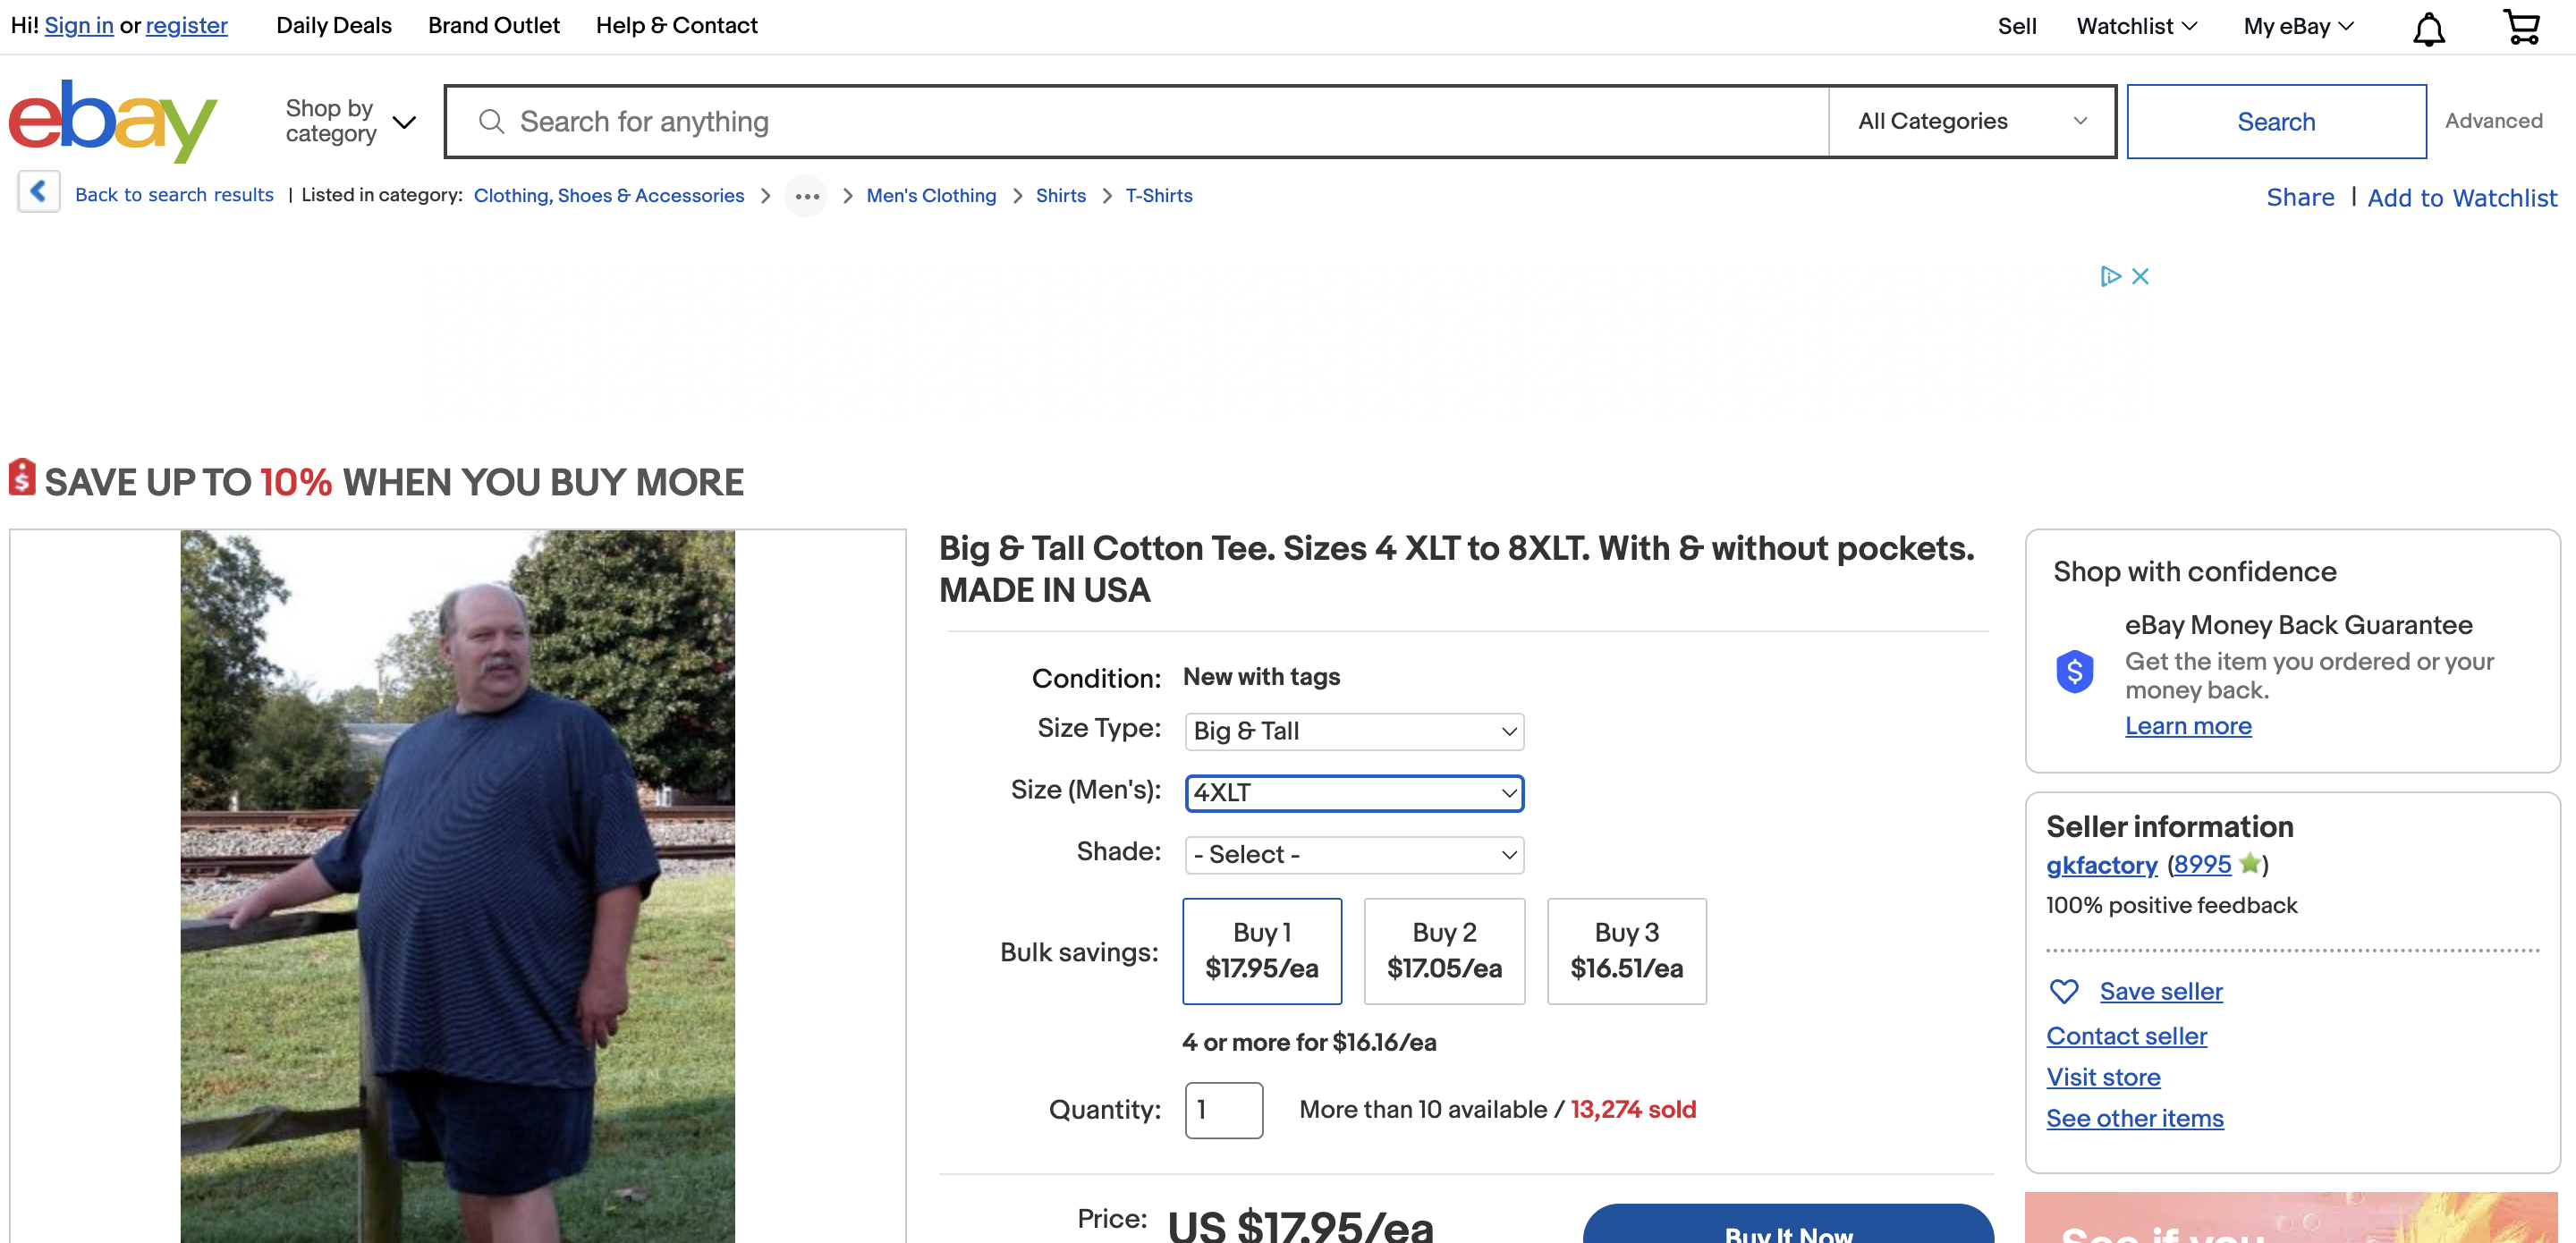 Hi! Sign in or register Daily Deals Brand Outlet Help & Contact Sell Watchlist My eBay
ebay Shop by category Search for anything All Categories Search Advanced
Back to search results | Listed in category: Clothing, Shoes & Accessories > ... > Men's Clothing > Shirts > T-Shirts Share | Add to Watchlist
SAVE UP TO 10% WHEN YOU BUY MORE
Big & Tall Cotton Tee. Sizes 4 XLT to 8XLT. With & without pockets.
MADE IN USA
Condition: New with tags
Size Type: Big & Tall
Size (Men's): 4XLT
Shade: - Select -
Bulk savings:
Buy 1
$17.95/ea
Buy 2
$17.05/ea
Buy 3
$16.51/ea
4 or more for $16.16/ea
Quantity: 1 More than 10 available / 13,274 sold
Price: US $17.95/ea
Buy It Now
Shop with confidence
eBay Money Back Guarantee
Get the item you ordered or your
money back.
Learn more
Seller information
gkfactory (8995)
100% positive feedback
Save seller
Contact seller
Visit store
See other items
See if you